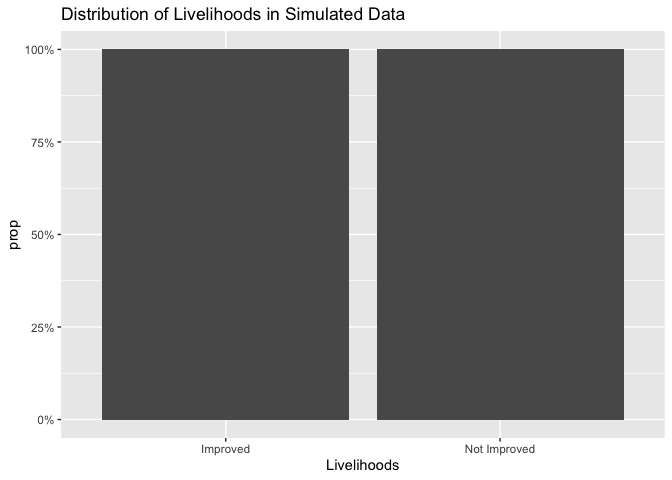 Distribution of Livelihoods in Simulated Data
100%
75%
50%
25%
0%
prop
Improved
Not Improved
Livelihoods